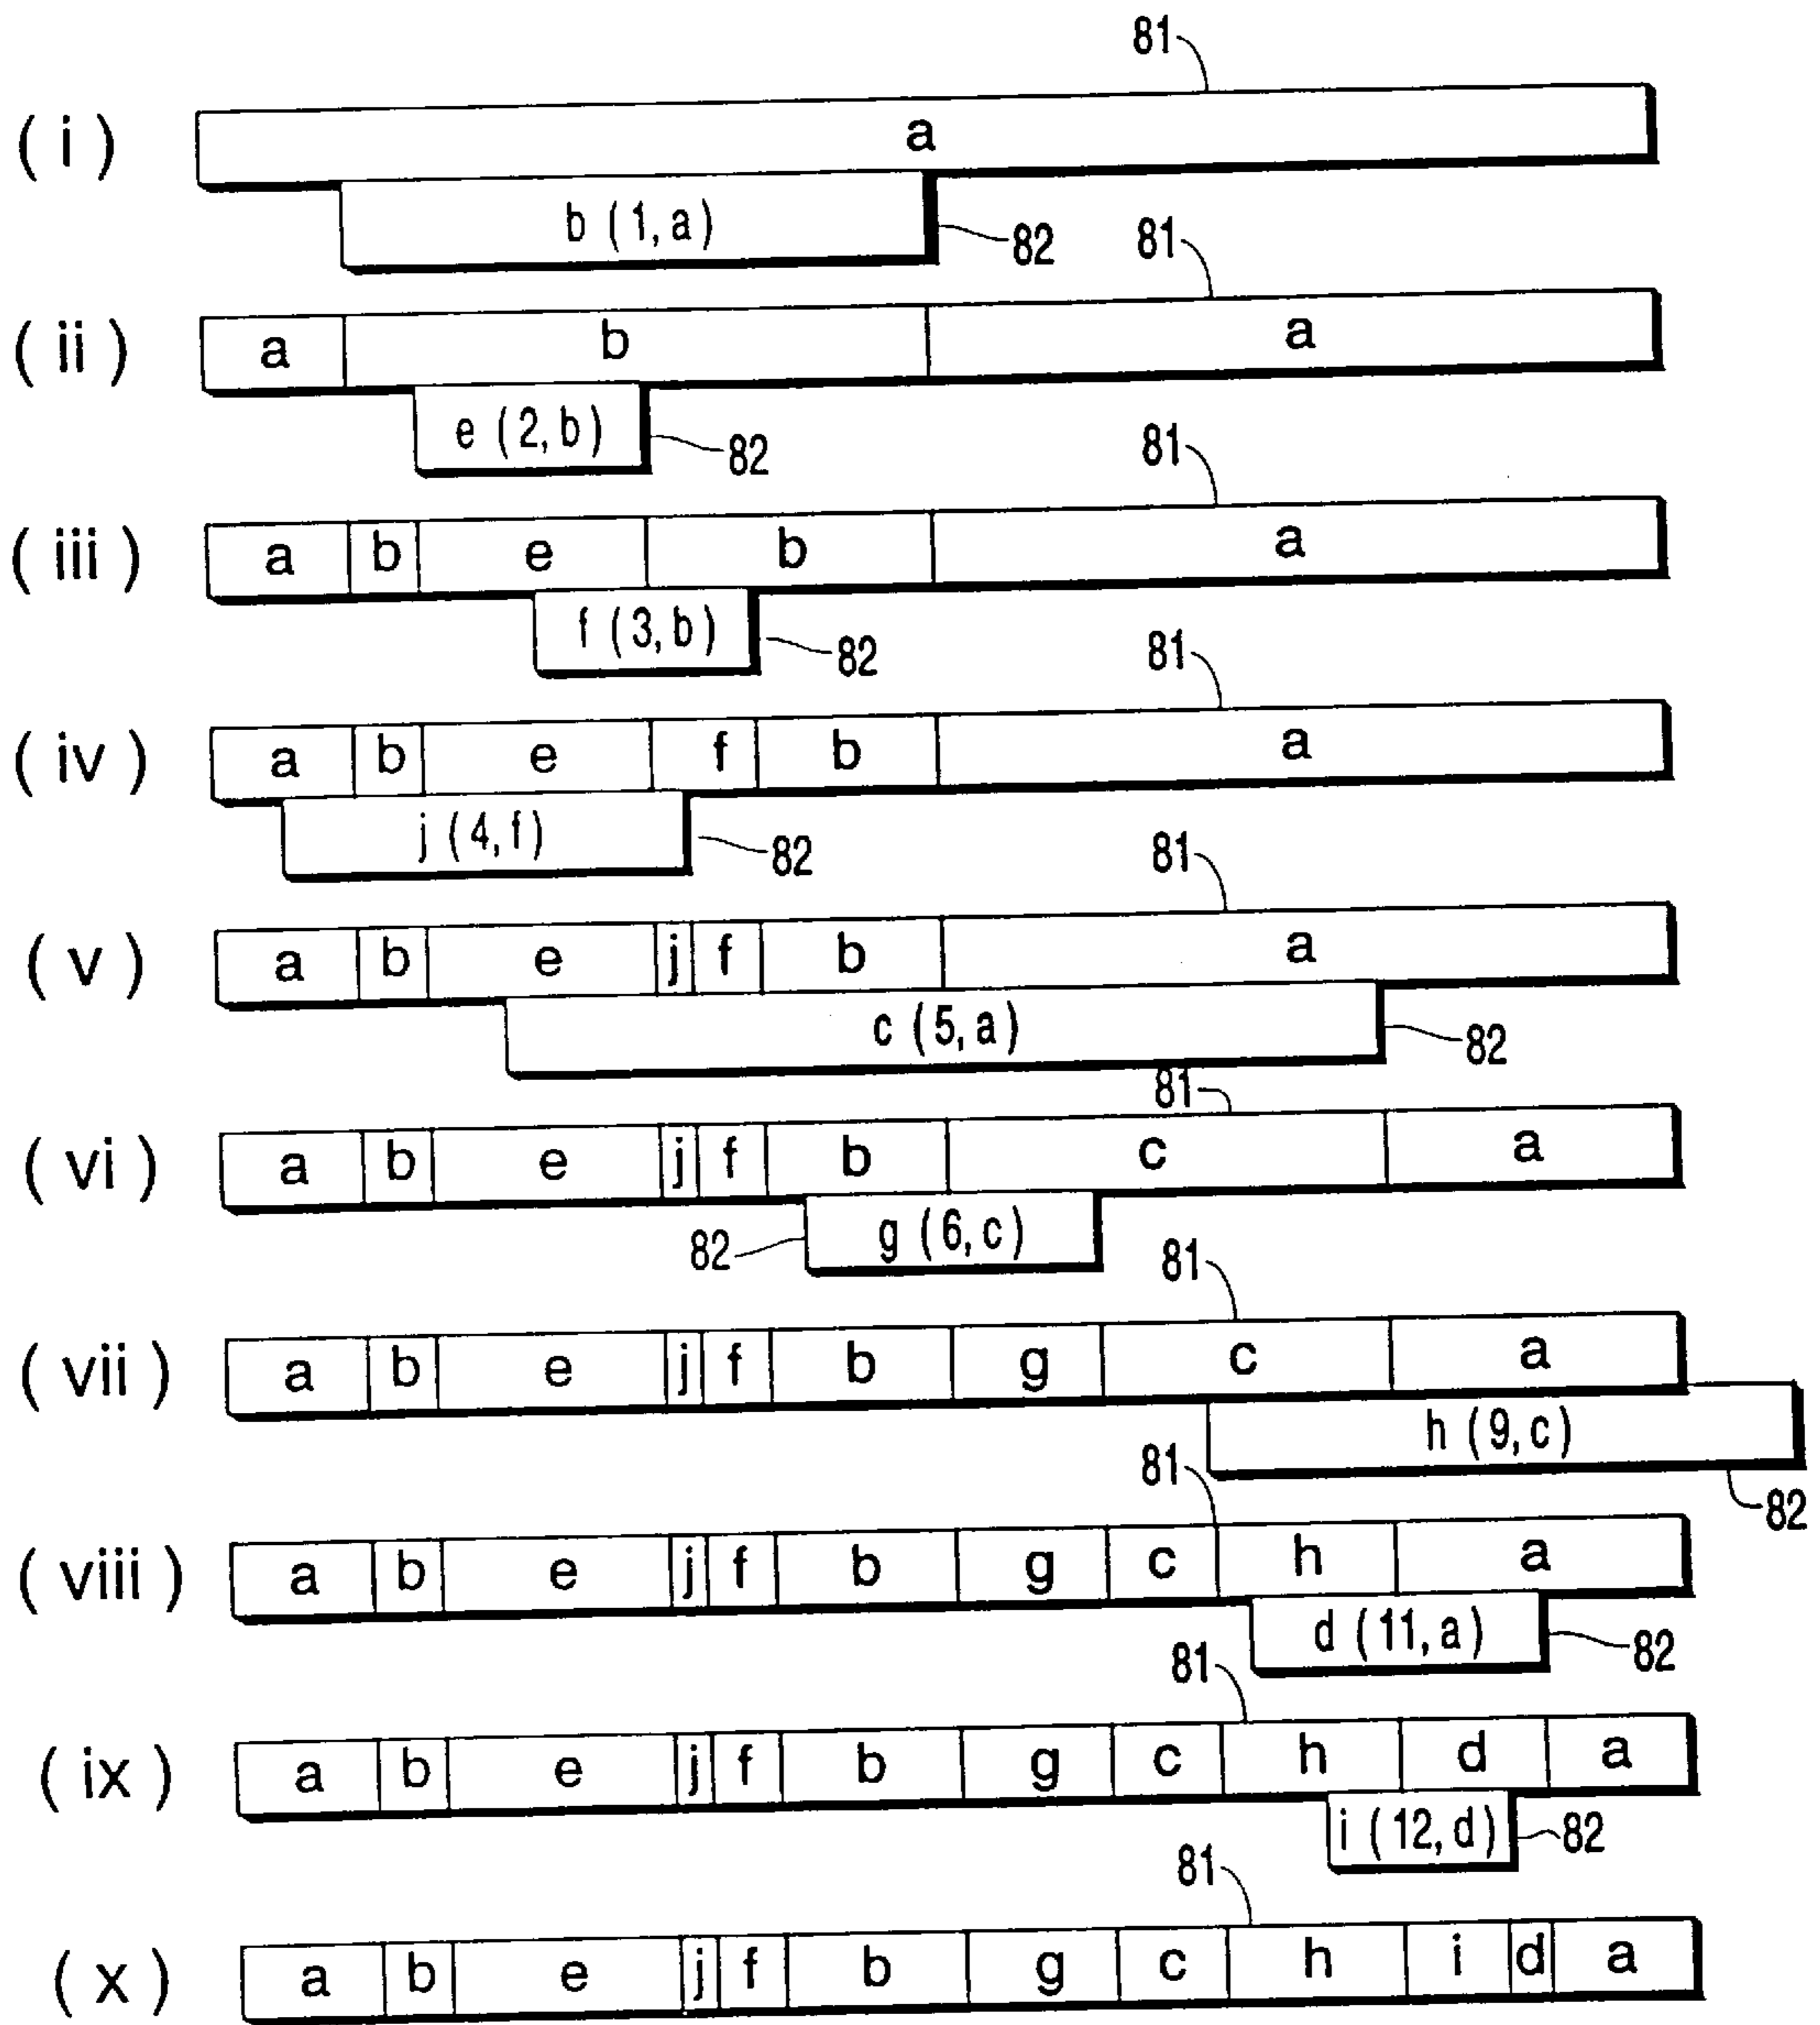 81
( i ) a
b ( 1, a ) 82
81
( ii ) a b a
e ( 2, b ) 82
81
( iii ) a b e b a
f ( 3, b ) 82
81
( iv ) a b e f b a
j ( 4, f ) 82
81
( v ) a b e j f b a
c ( 5, a ) 82
81
( vi ) a b e j f b c a
82 g ( 6, c )
81
( vii ) a b e j f b g c a
h ( 9, c )
81
82
( viii ) a b e j f b g c h a
d ( 11, a ) 82
81
( ix ) a b e j f b g c h d a
i ( 12, d ) 82
81
( x ) a b e j f b g c h i d a